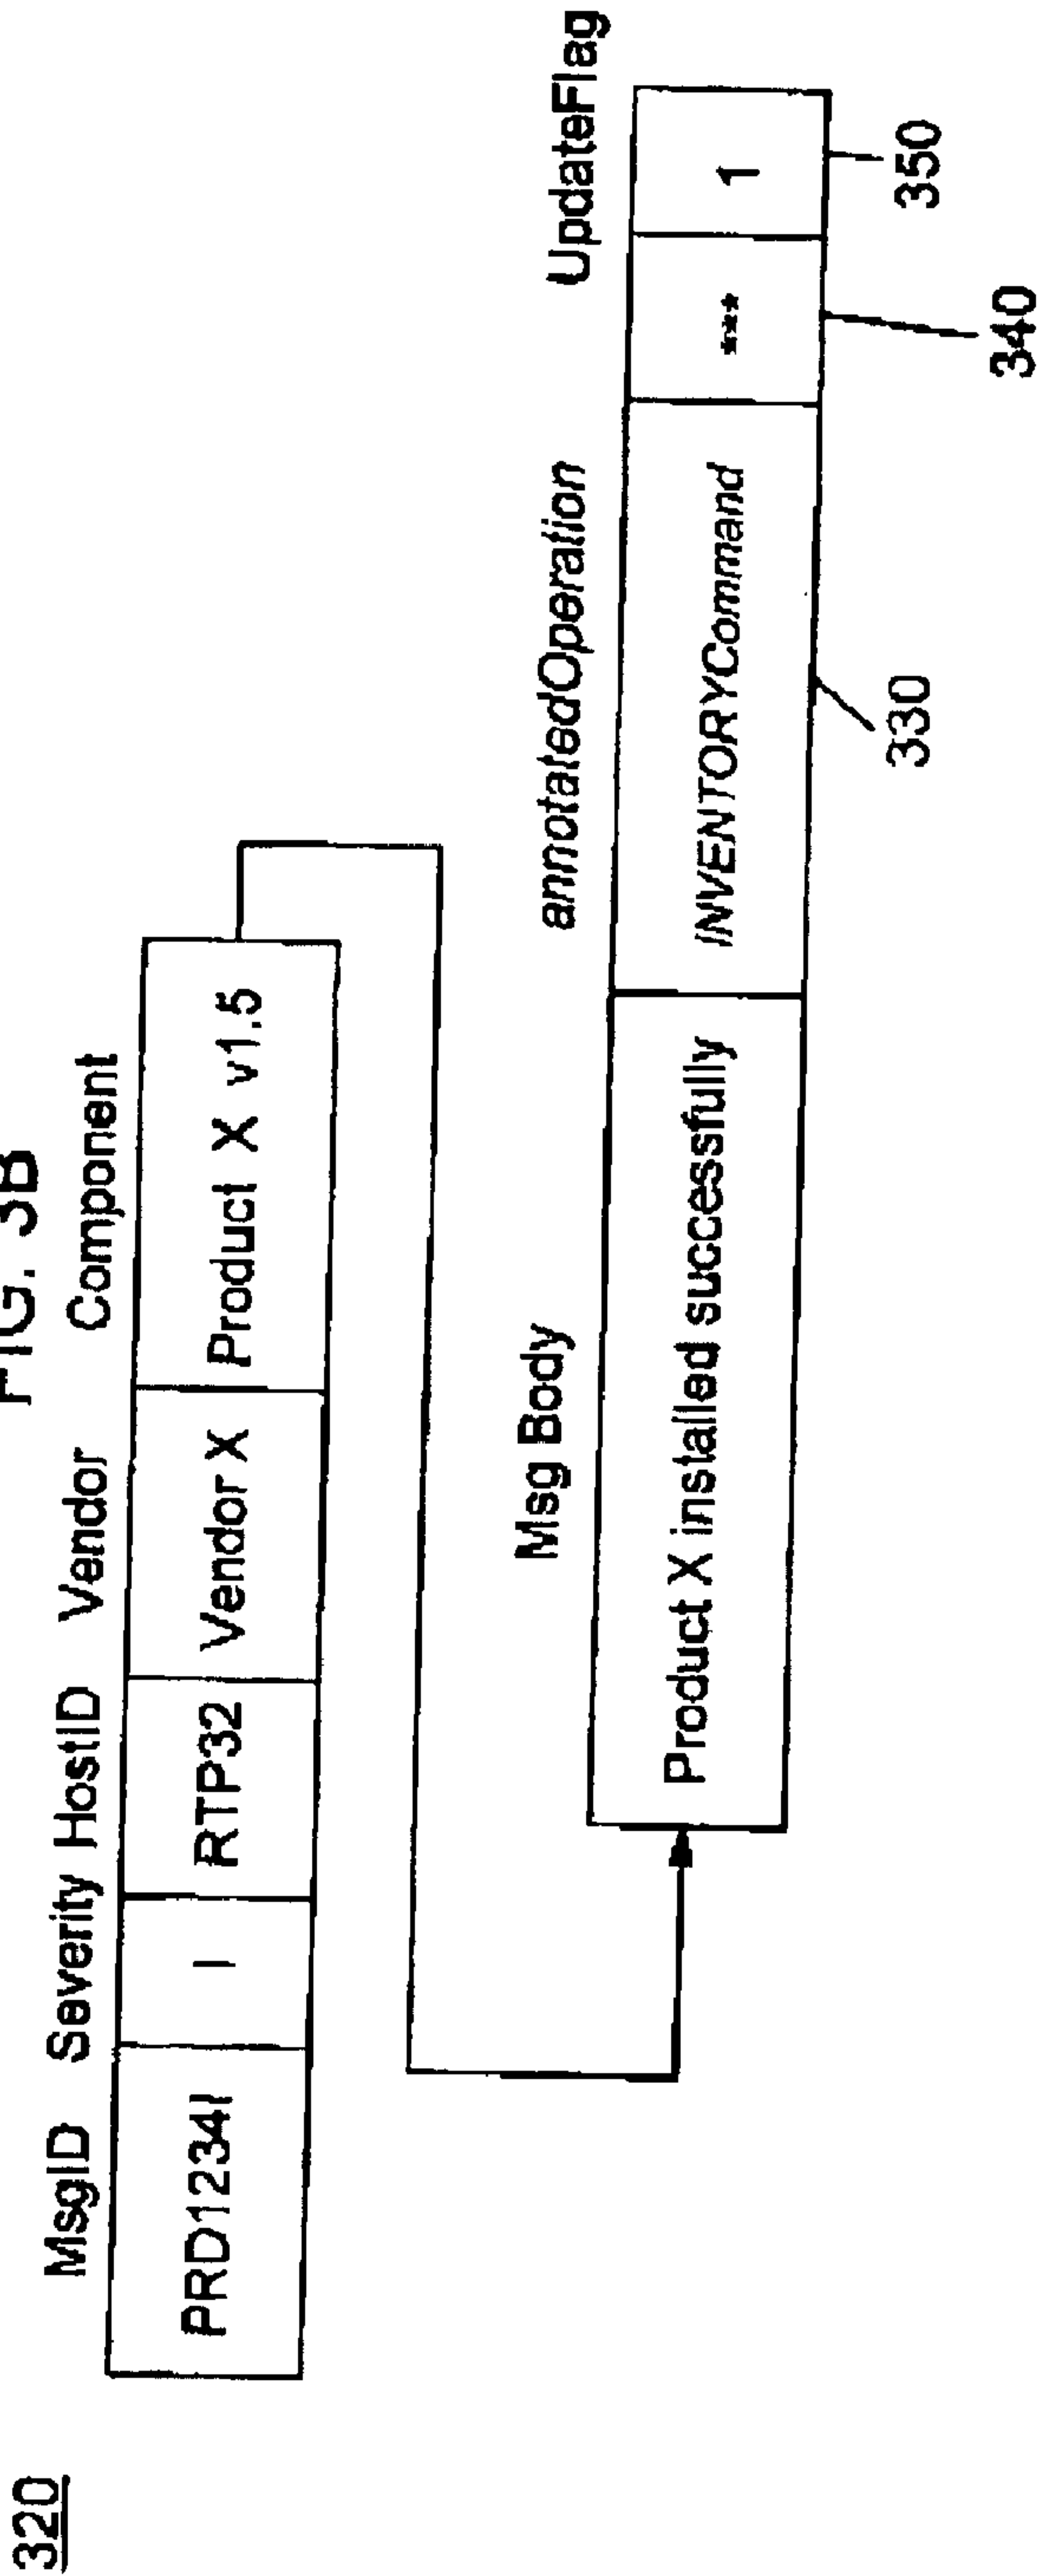 FIG. 3B
320
MsgID Severity HostID Vendor Component
PRD1234I I RTP32 Vendor X Product X v1.5
Msg Body annotatedOperation UpdateFlag
Product X installed successfully INVENTORYCommand *** 1
330 340 350